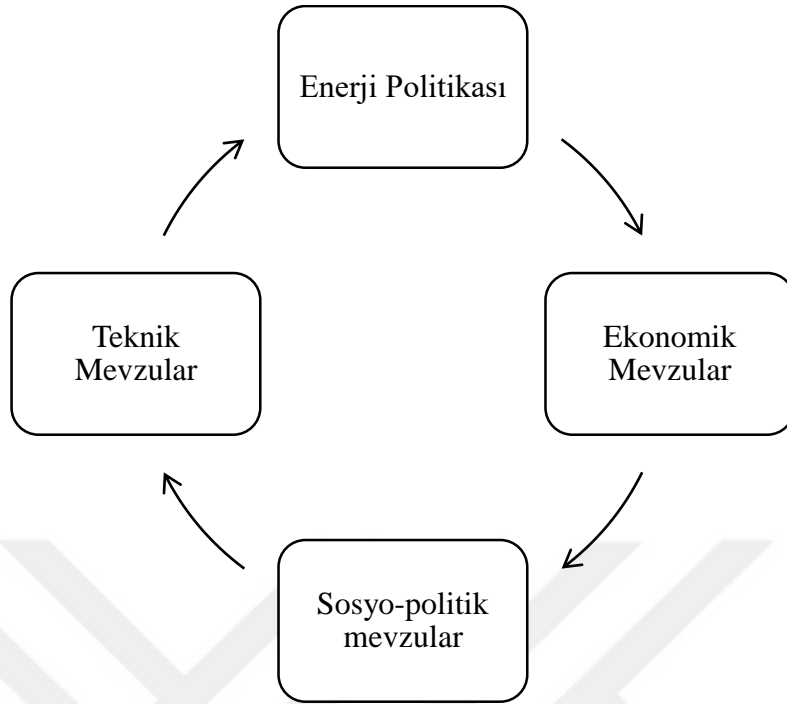 Enerji Politikası
Teknik
Mevzular
Ekonomik
Mevzular
Sosyo-politik
mevzular